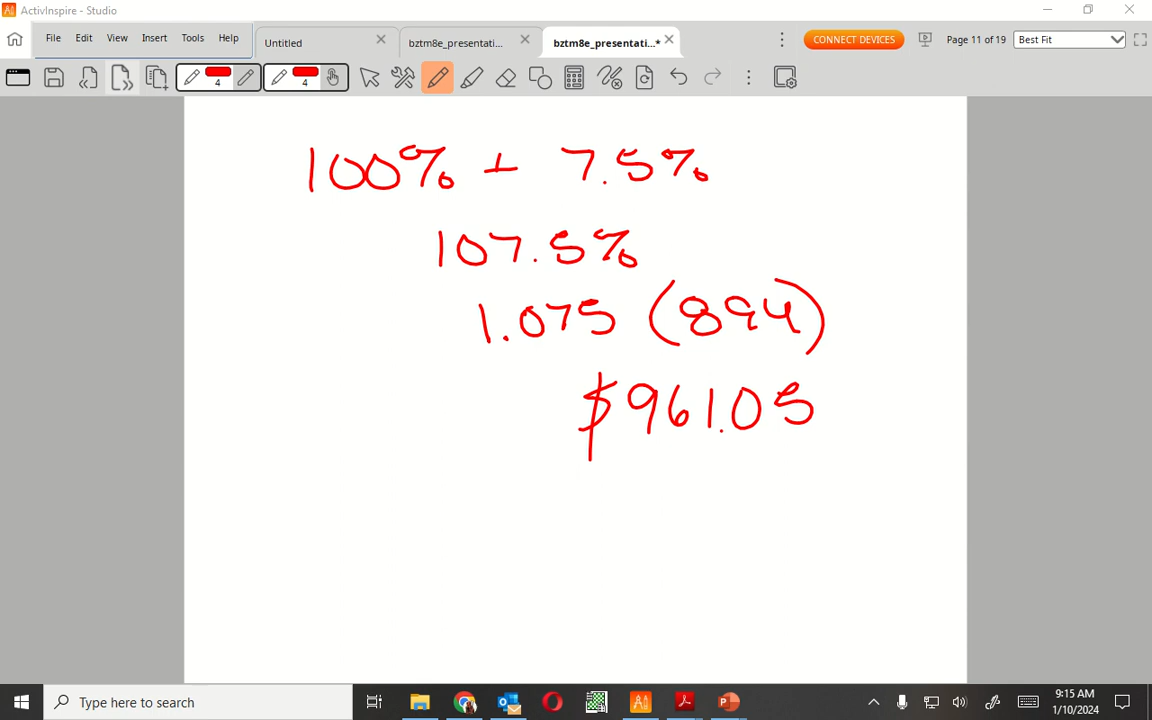 ActivInspire - Studio
File Edit View Insert Tools Help
Untitled
bztm8e_presentati...
bztm8e_presentati...*
CONNECT DEVICES
Page 11 of 19
Best Fit
4
4
100% + 7.5%
107.5%
1.075 (894)
$961.05
Type here to search
9:15 AM
1/10/2024